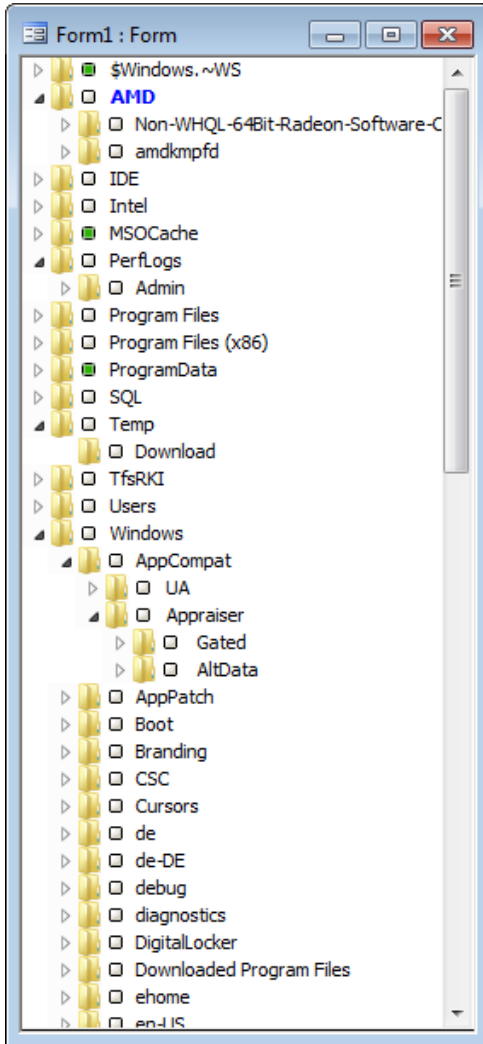 Form1 : Form
$Windows.~WS
AMD
Non-WHQL-64Bit-Radeon-Software-C
amdkmpfd
IDE
Intel
MSOCache
PerfLogs
Admin
Program Files
Program Files (x86)
ProgramData
SQL
Temp
Download
TfsRKI
Users
Windows
AppCompat
UA
Appraiser
Gated
AltData
AppPatch
Boot
Branding
CSC
Cursors
de
de-DE
debug
diagnostics
DigitalLocker
Downloaded Program Files
ehome
en-US